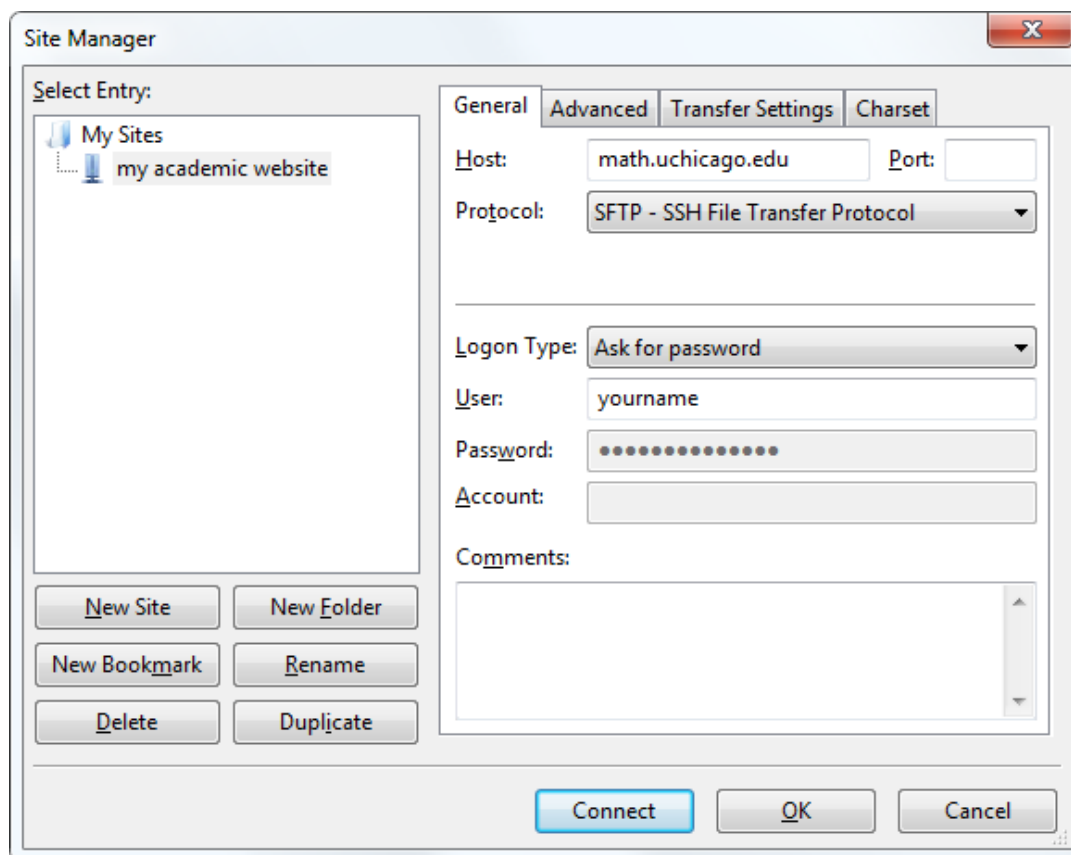 Site Manager
Select Entry:
My Sites
my academic website
New Site
New Folder
New Bookmark
Rename
Delete
Duplicate
General
Advanced
Transfer Settings
Charset
Host:
math.uchicago.edu
Port:
Protocol:
SFTP - SSH File Transfer Protocol
Logon Type:
Ask for password
User:
yourname
Password:
●●●●●●●●●●●●●●
Account:
Comments:
Connect
OK
Cancel